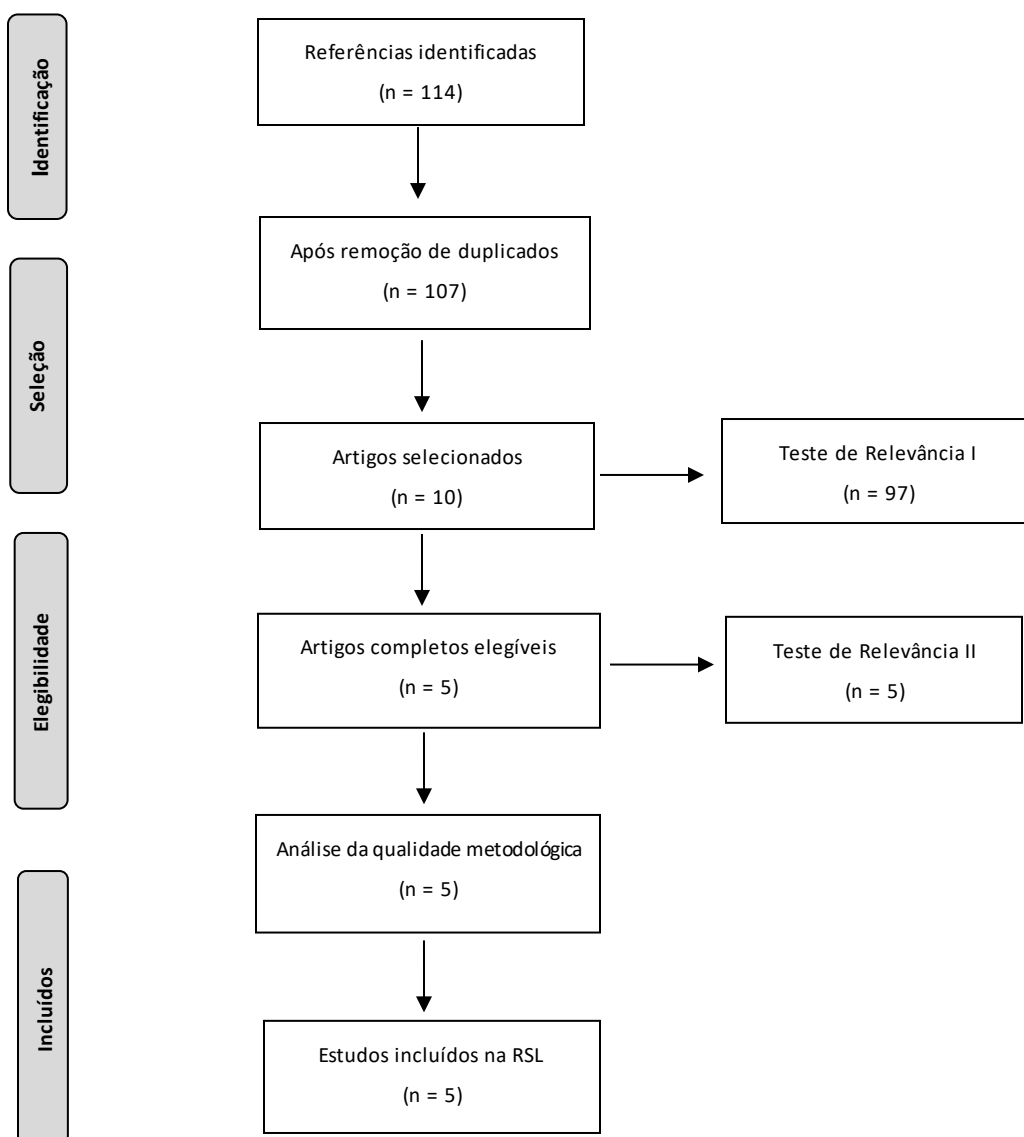 Identificação
Referências identificadas
(n = 114)
Após remoção de duplicados
(n = 107)
Seleção
Artigos selecionados
(n = 10)
Teste de Relevância I
(n = 97)
Elegibilidade
Artigos completos elegíveis
(n = 5)
Teste de Relevância II
(n = 5)
Análise da qualidade metodológica
(n = 5)
Incluídos
Estudos incluídos na RSL
(n = 5)